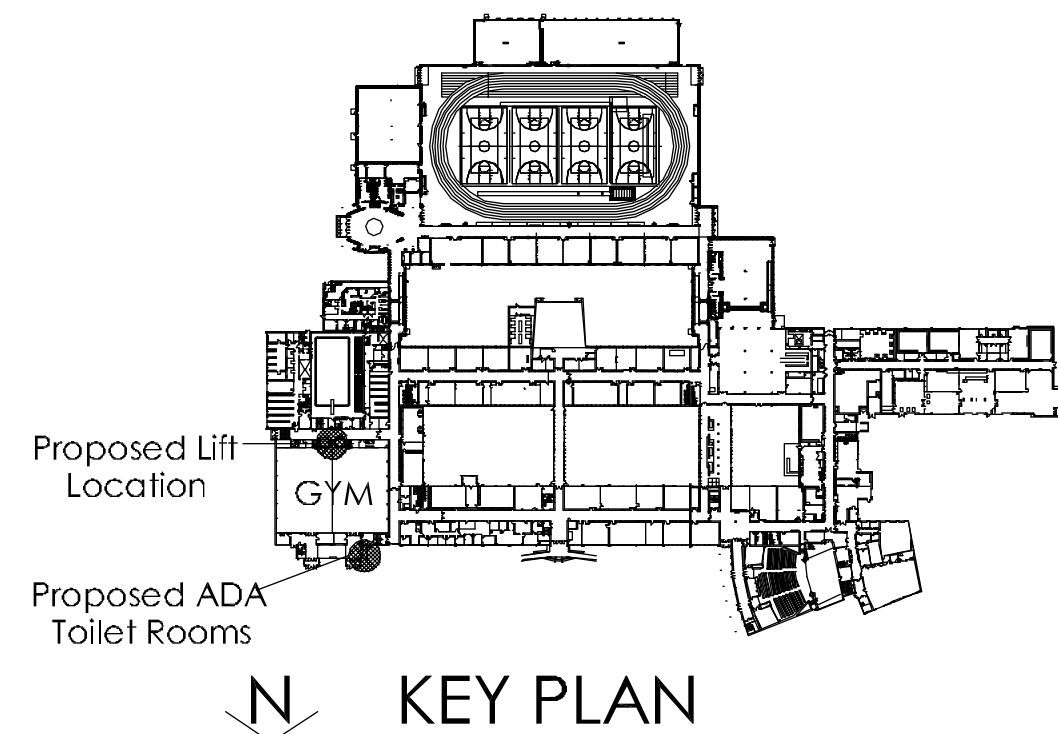 Proposed Lift
Location
GYM
Proposed ADA
Toilet Rooms
N
KEY PLAN